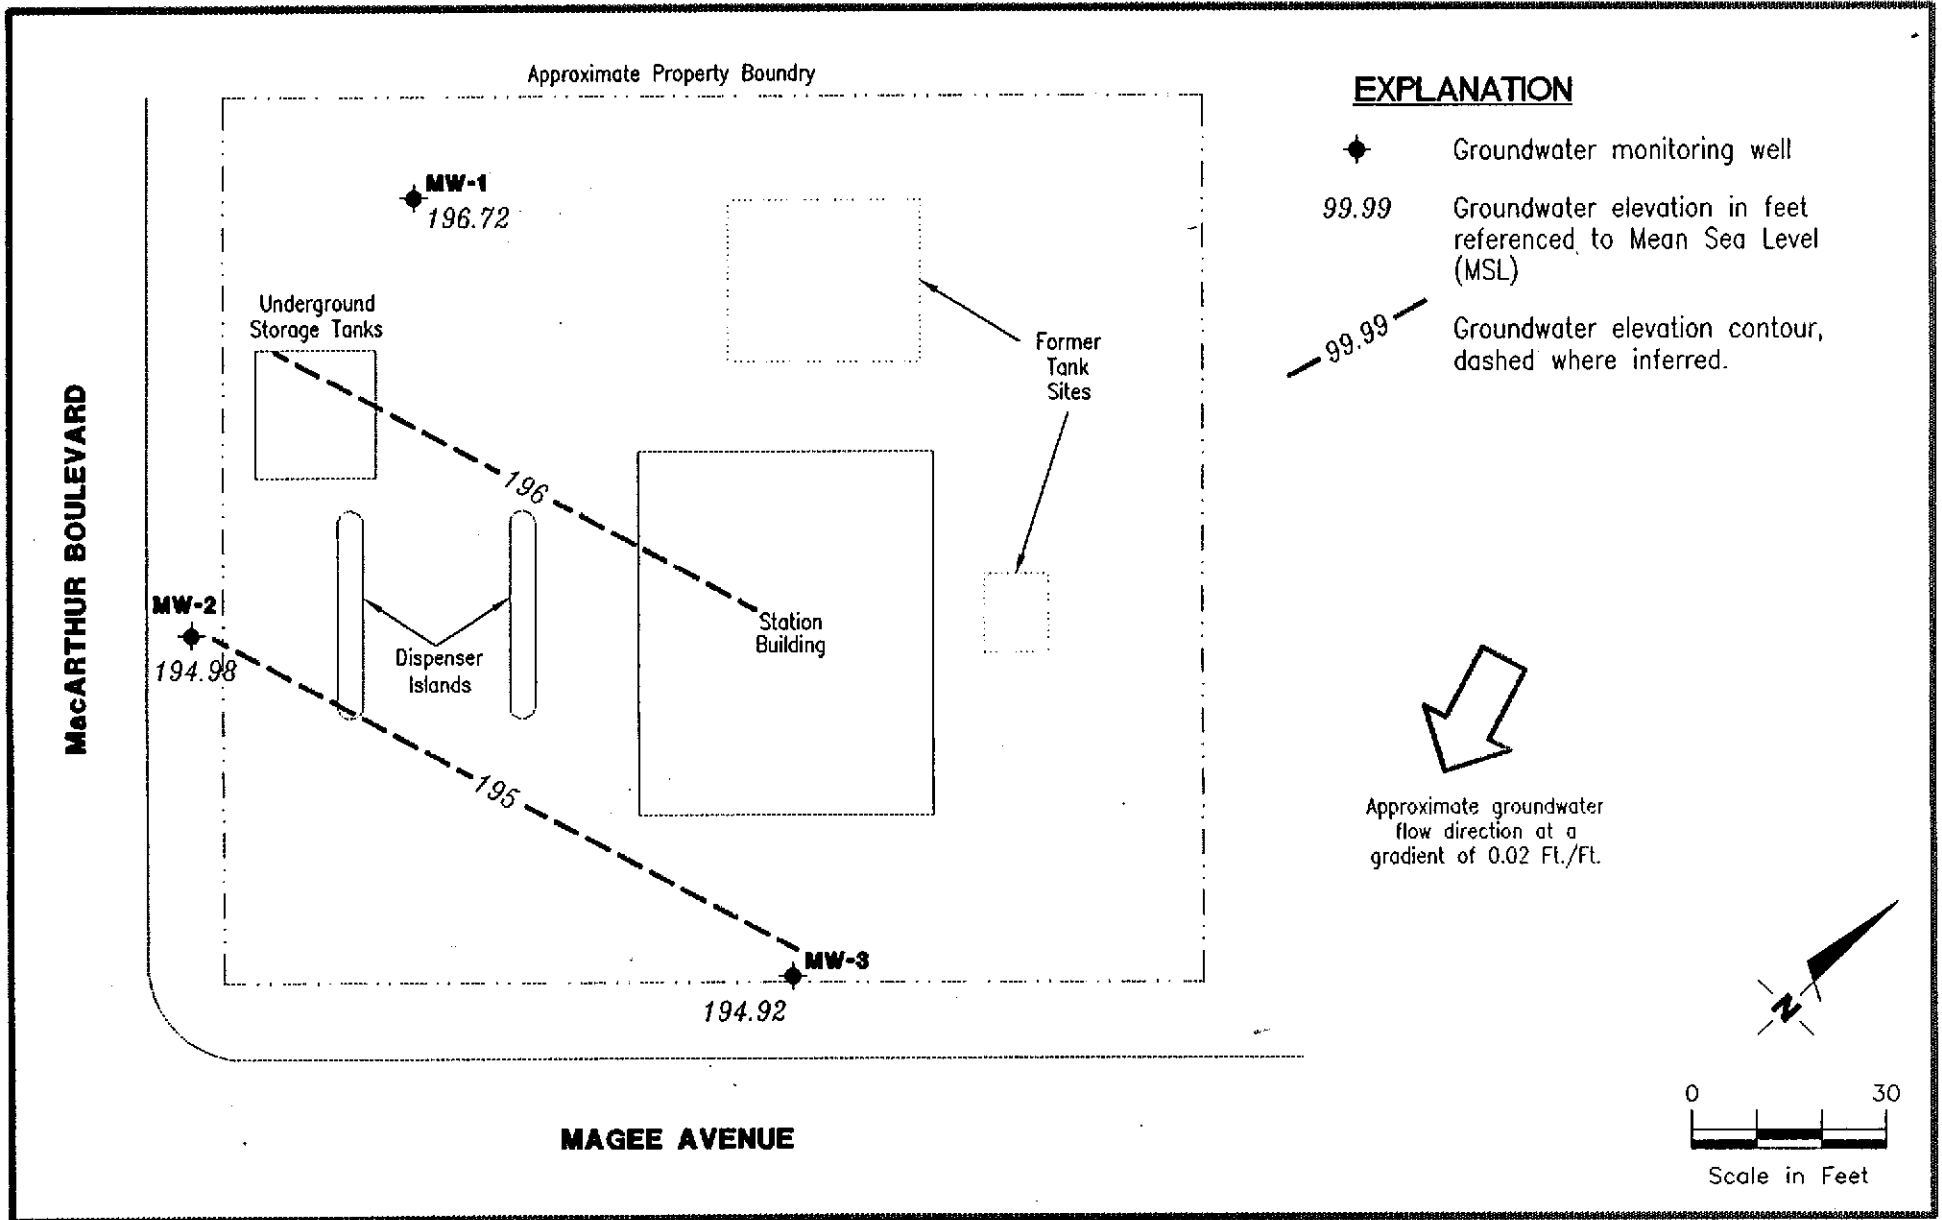 Approximate Property Boundry
EXPLANATION
Groundwater monitoring well
99.99
Groundwater elevation in feet
referenced to Mean Sea Level
(MSL)
99.99
Groundwater elevation contour,
dashed where inferred.
MW-1
196.72
Underground
Storage Tanks
Former
Tank
Sites
196
MacARTHUR BOULEVARD
MW-2
194.98
Dispenser
Islands
Station
Building
195
MW-3
194.92
Approximate groundwater
flow direction at a
gradient of 0.02 Ft./Ft.
N
MAGEE AVENUE
0 30
Scale in Feet